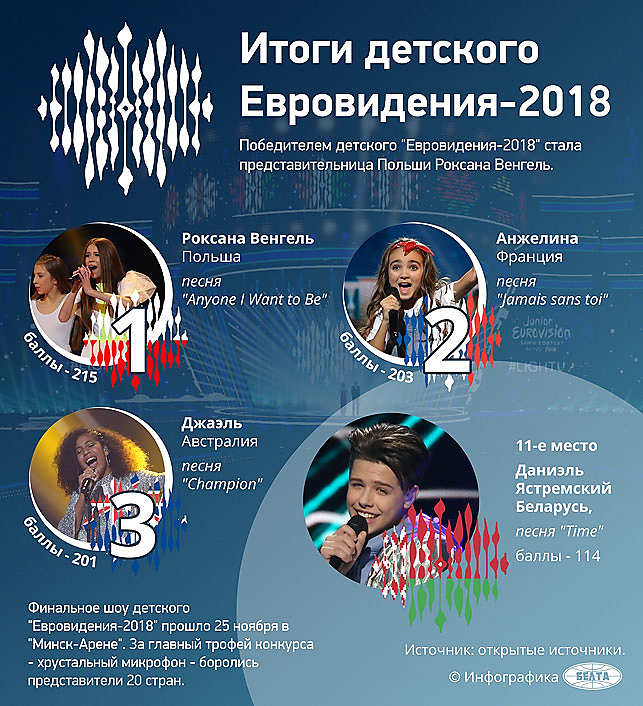 Итоги детского
Евровидения-2018
Победителем детского "Евровидения-2018" стала
представительница Польши Роксана Венгель.
Роксана Венгель
Польша
песня
"Anyone I Want to Be"
1
баллы - 215
Анжелина
Франция
песня
"Jamais sans toi"
2
баллы - 203
Junior
EUROVISION
SONG CONTEST
#LIGHTU
Джаэль
Австралия
песня
"Champion"
3
баллы - 201
11-е место
Даниэль
Ястремский
Беларусь,
песня "Time"
баллы - 114
Финальное шоу детского
"Евровидения-2018" прошло 25 ноября в
"Минск-Арене". За главный трофей конкурса
- хрустальный микрофон - боролись
представители 20 стран.
Источник: открытые источники.
© Инфографика БЕЛТА